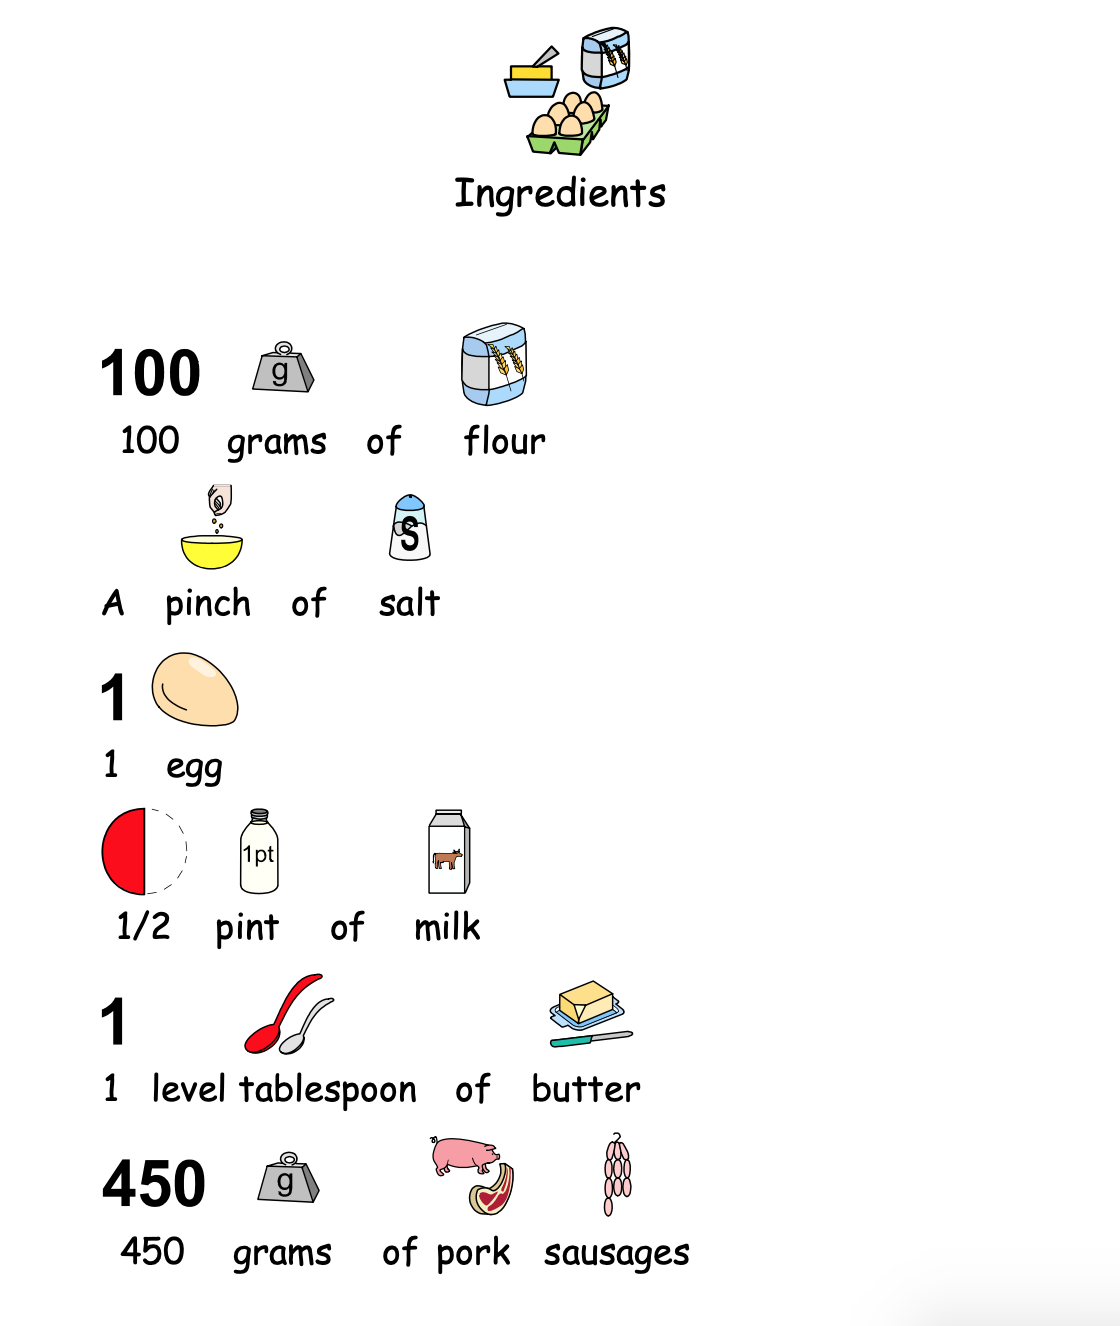 Ingredients
100 g
100 grams of flour
S
A pinch of salt
1
1 egg
1pt
1/2 pint of milk
1
1 level tablespoon of butter
450 g
450 grams of pork sausages